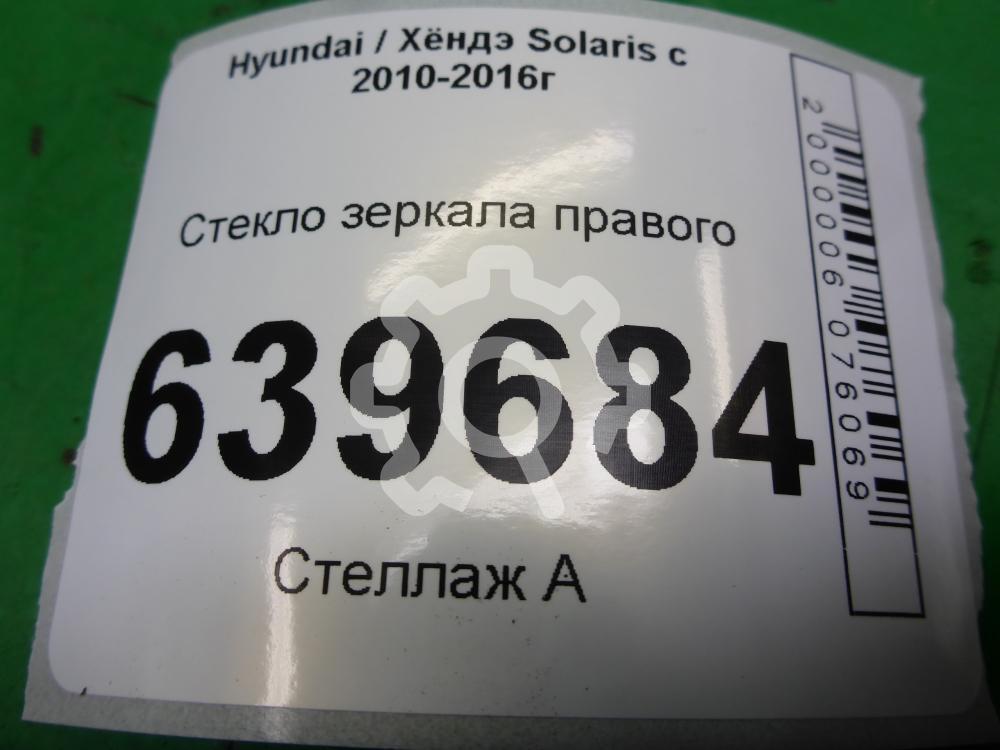 Hyundai / Хёндэ Solaris с
2010-2016г
Стекло зеркала правого
639684
Стеллаж А
2000006076069